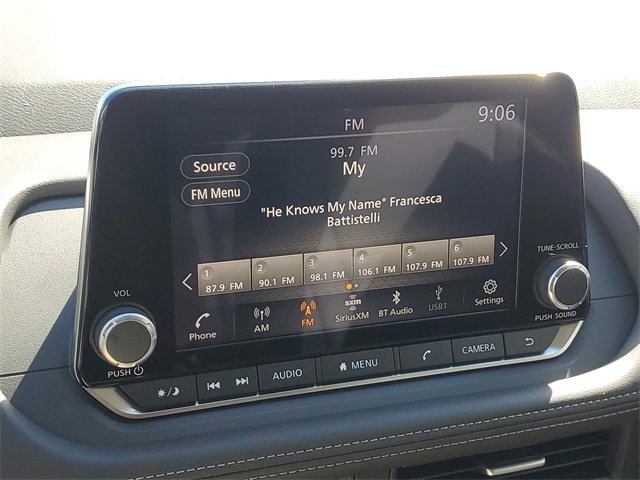 FM
9:06
99.7 FM
My
Source
FM Menu
"He Knows My Name" Francesca
Battistelli
1
87.9 FM
2
90.1 FM
3
98.1 FM
4
106.1 FM
5
107.9 FM
6
107.9 FM
Phone
AM
FM
sxm
SiriusXM
BT Audio
USB1
Settings
VOL
PUSH
TUNE·SCROLL
PUSH SOUND
AUDIO
MENU
CAMERA